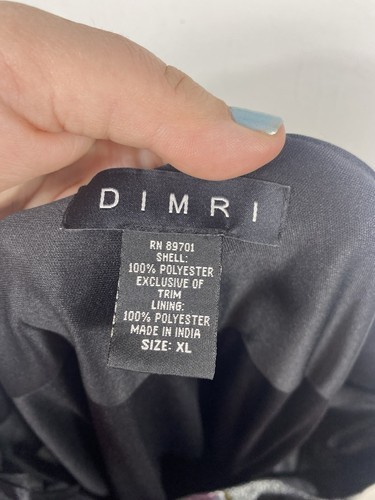 DIMRI
RN 89701
SHELL:
100% POLYESTER
EXCLUSIVE OF
TRIM
LINING:
100% POLYESTER
MADE IN INDIA
SIZE: XL